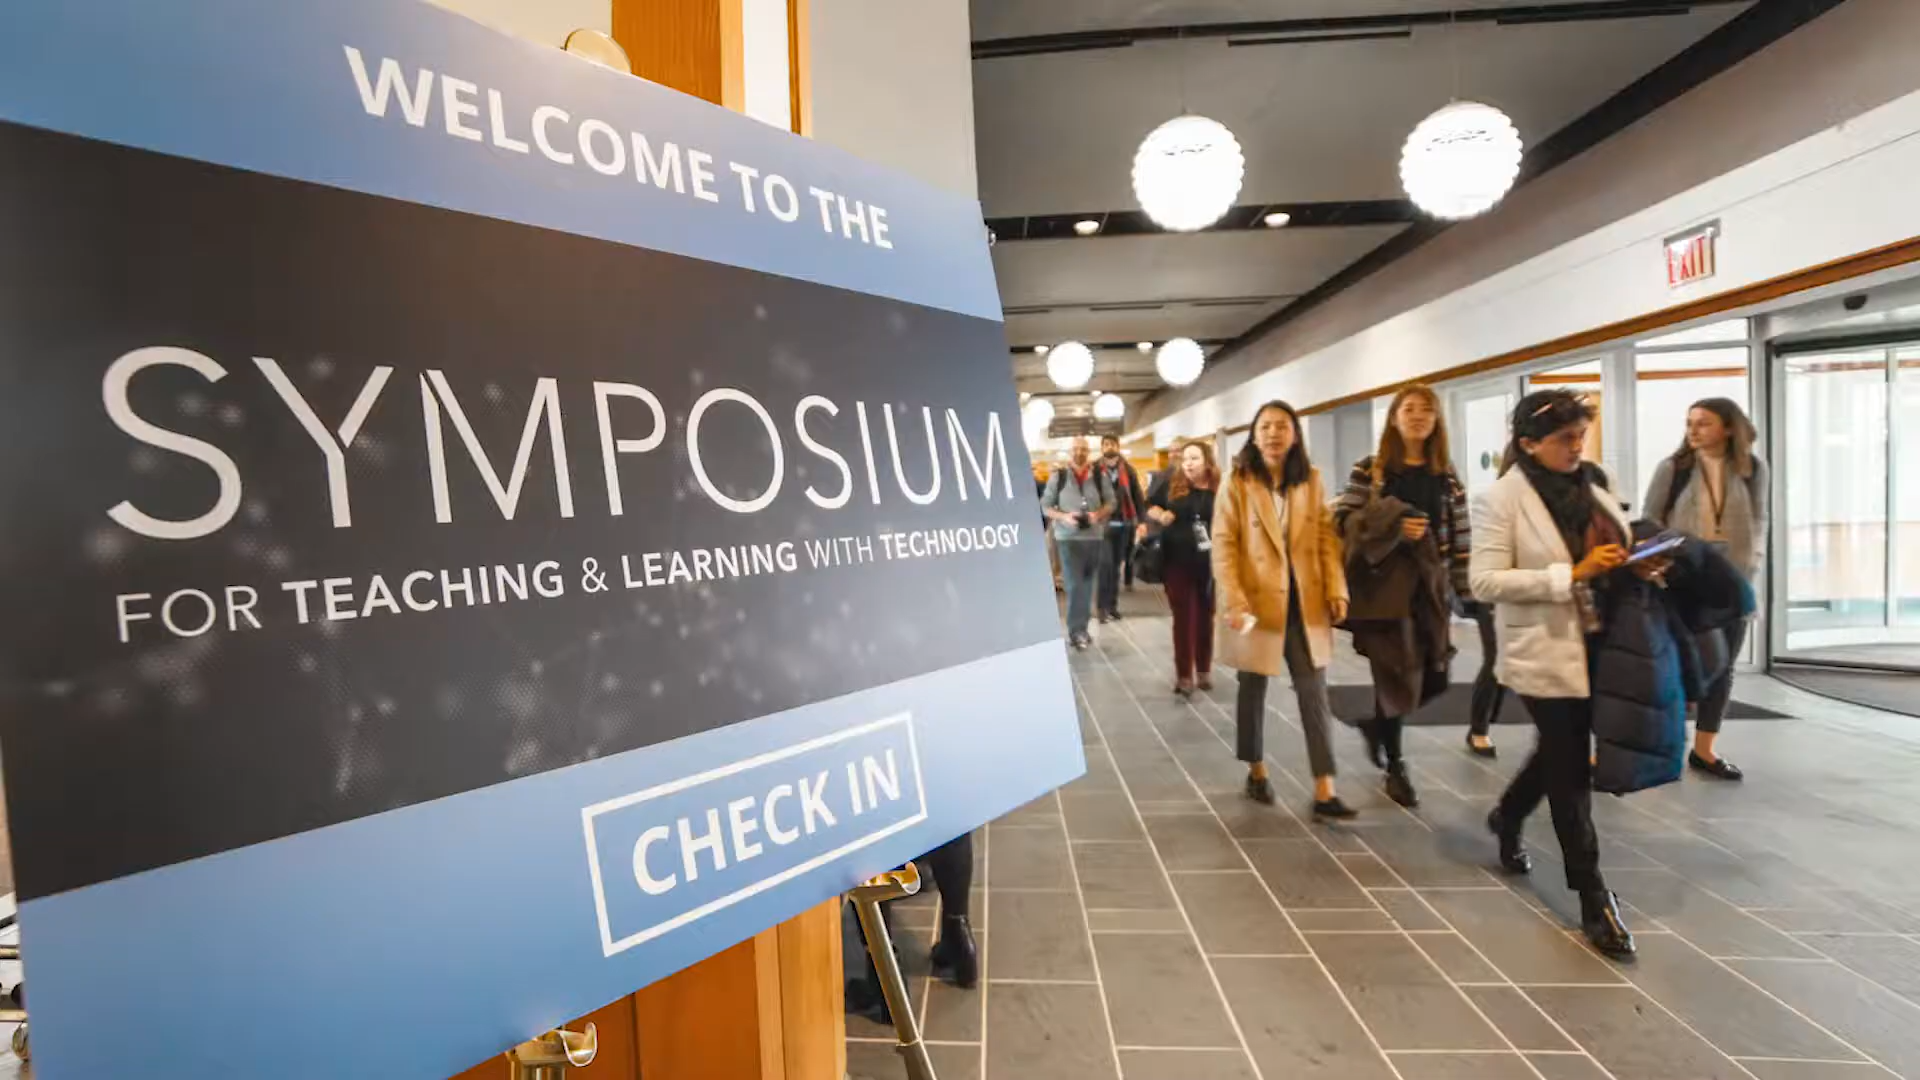 WELCOME TO THE
SYMPOSIUM
FOR TEACHING & LEARNING WITH TECHNOLOGY
CHECK IN
EXIT